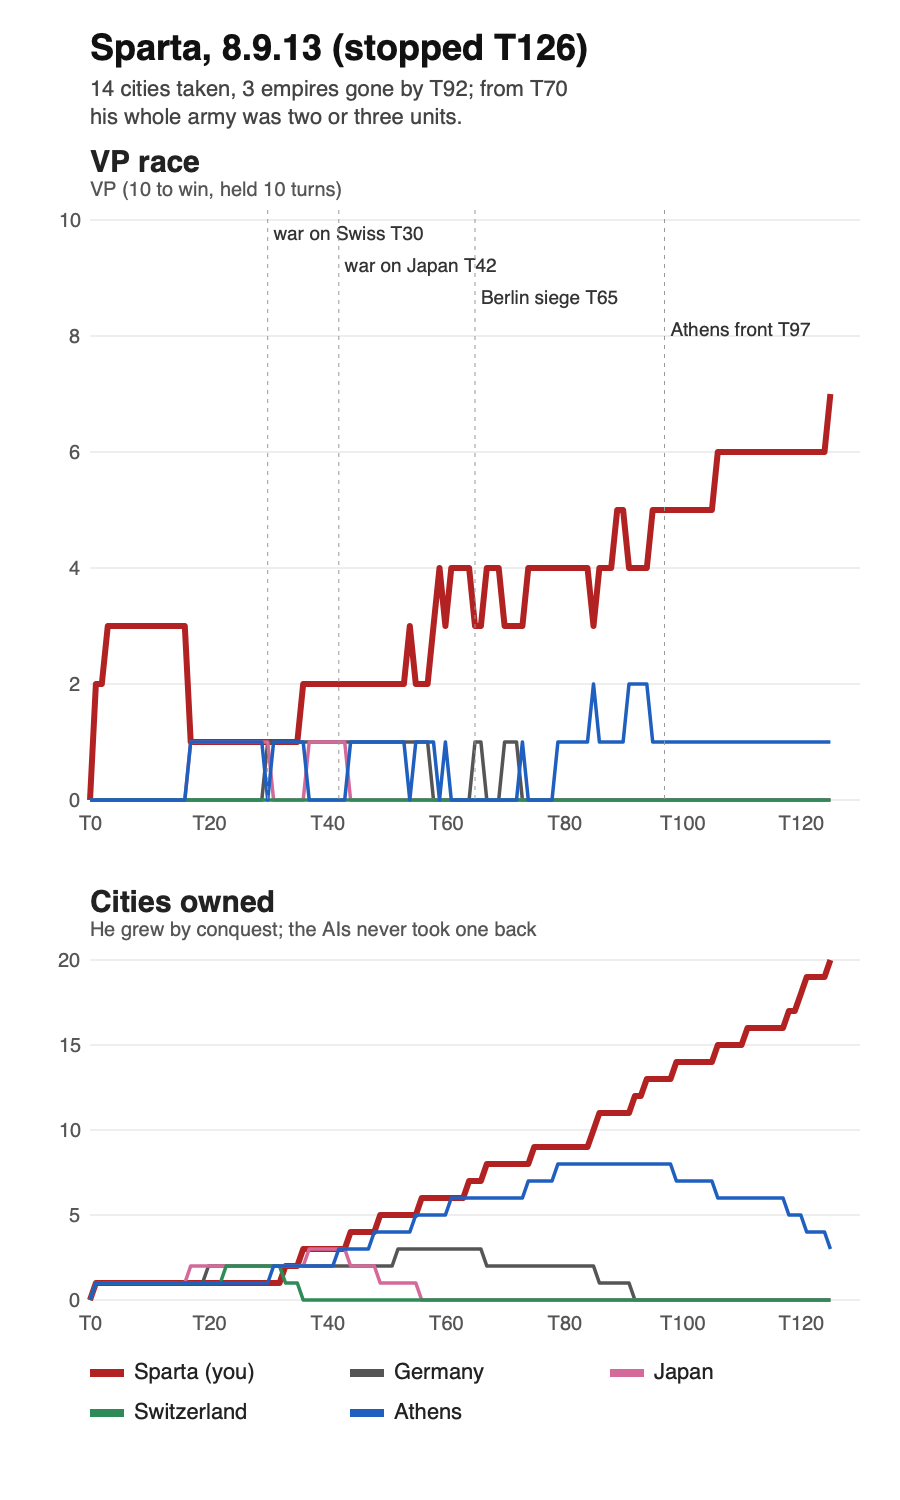 Sparta, 8.9.13 (stopped T126)
14 cities taken, 3 empires gone by T92; from T70
his whole army was two or three units.
VP race
VP (10 to win, held 10 turns)
10
war on Swiss T30
war on Japan T42
Berlin siege T65
Athens front T97
8
6
4
2
0
T0 T20 T40 T60 T80 T100 T120
Cities owned
He grew by conquest; the AIs never took one back
20
15
10
5
0
T0 T20 T40 T60 T80 T100 T120
Sparta (you) Germany Japan
Switzerland Athens